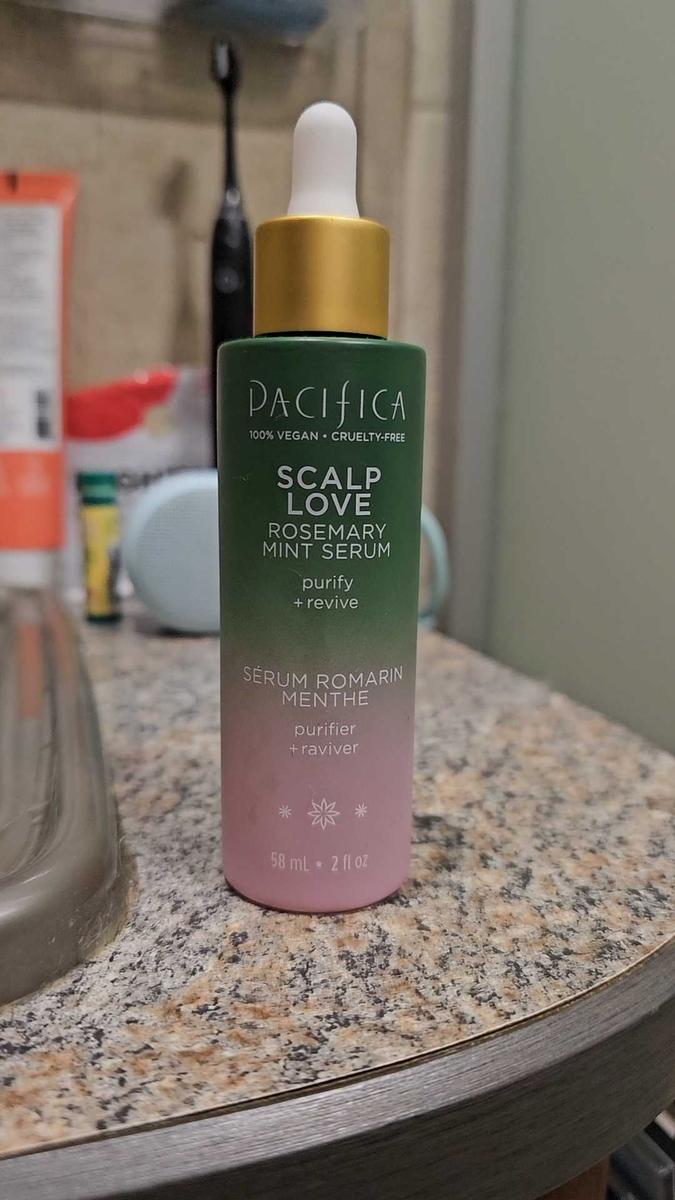 PACIFICA
100% VEGAN • CRUELTY-FREE
SCALP
LOVE
ROSEMARY
MINT SERUM
purify
+ revive
SÉRUM ROMARIN
MENTHE
purifier
+ raviver
58 mL • 2 fl oz